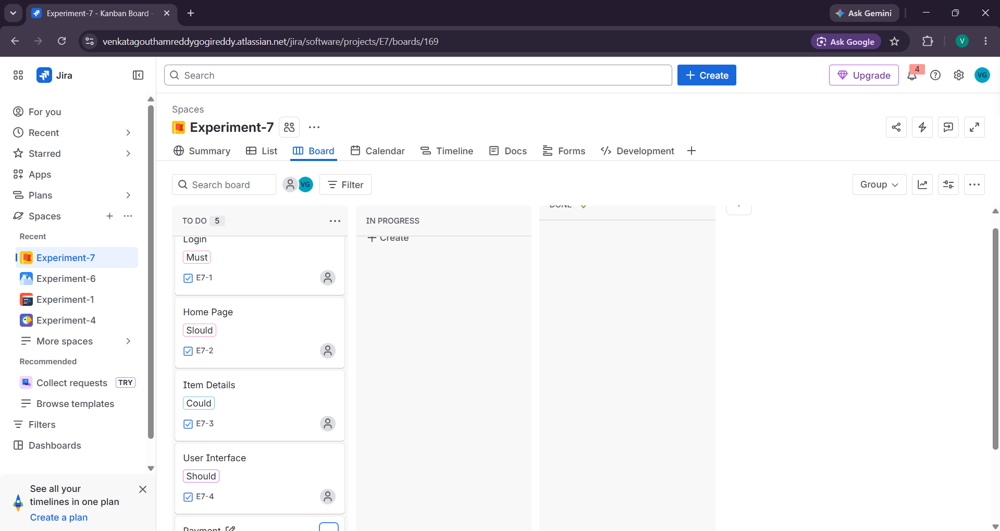 Experiment-7 - Kanban Board -
Ask Gemini
venkatagouthamreddygogireddy.atlassian.net/jira/software/projects/E7/boards/169
Ask Google
V
Jira
Search
Create
Upgrade
4
VG
For you
Recent
Starred
Apps
Plans
Spaces
Recent
Experiment-7
Experiment-6
Experiment-1
Experiment-4
More spaces
Recommended
Collect requests TRY
Browse templates
Filters
Dashboards
See all your
timelines in one plan
Create a plan
Spaces
Experiment-7
Summary List Board Calendar Timeline Docs Forms Development
Search board
VG
Filter
Group
TO DO 5
Login
Must
E7-1
Home Page
Slould
E7-2
Item Details
Could
E7-3
User Interface
Should
E7-4
Payment
IN PROGRESS
Create
DONE